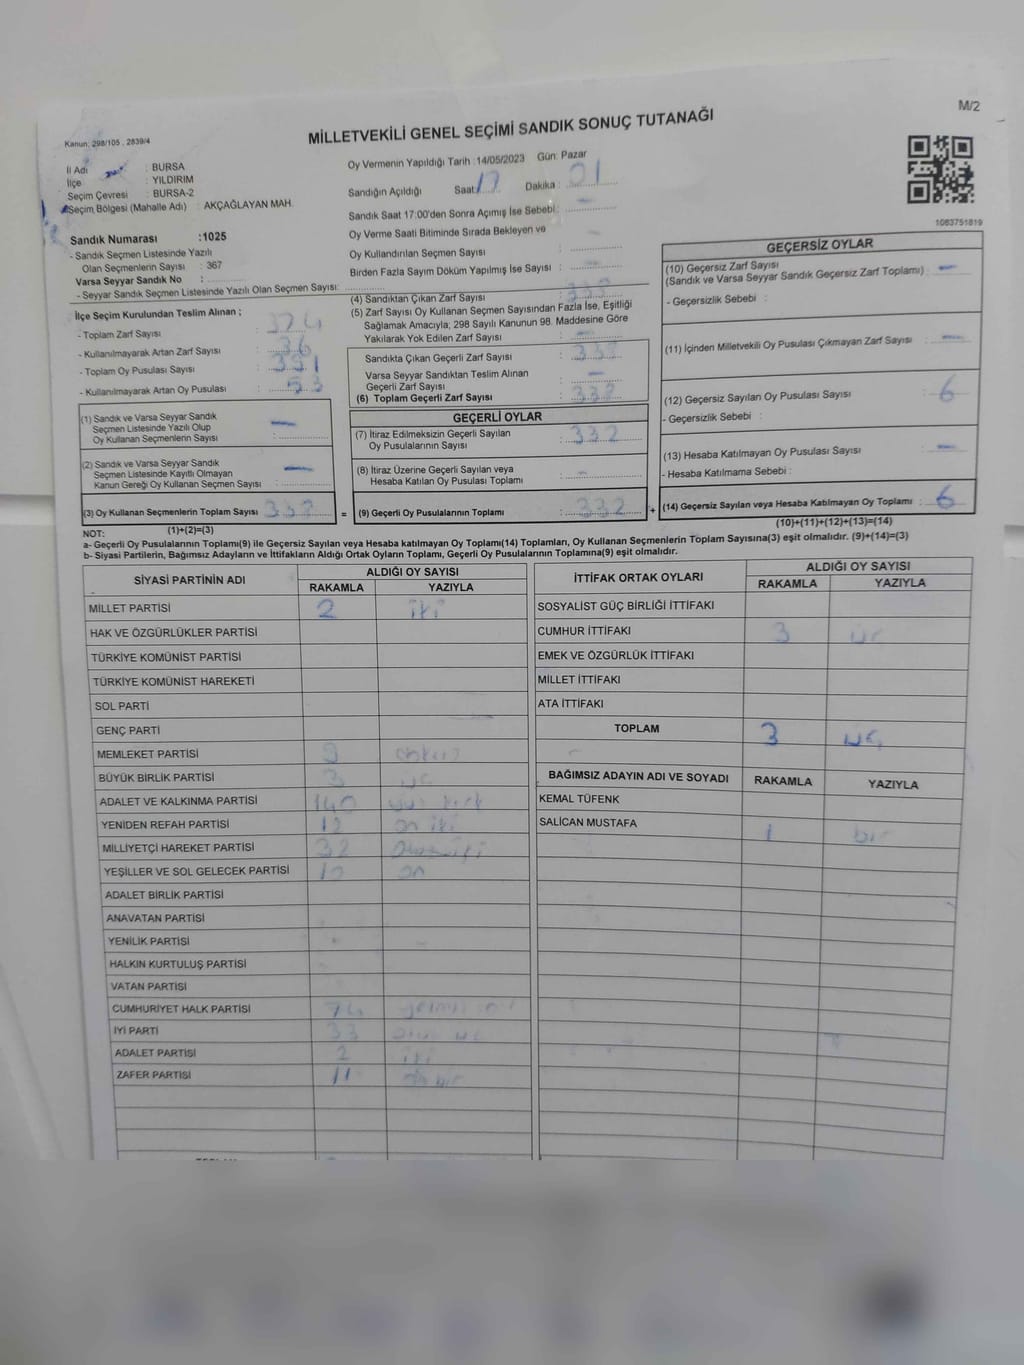 M/2
Kanun: 298/105 , 2839/4
MİLLETVEKİLİ GENEL SEÇİMİ SANDIK SONUÇ TUTANAĞI
1083751819
İl Adı : BURSA
İlçe : YILDIRIM
Seçim Çevresi : BURSA-2
Seçim Bölgesi (Mahalle Adı) : AKÇAĞLAYAN MAH.
Sandık Numarası :1025
- Sandık Seçmen Listesinde Yazılı
Olan Seçmenlerin Sayısı : 367
Varsa Seyyar Sandık No :
- Seyyar Sandık Seçmen Listesinde Yazılı Olan Seçmen Sayısı:
Oy Vermenin Yapıldığı Tarih :14/05/2023 Gün: Pazar
Sandığın Açıldığı Saat: 17 Dakika : 01
Sandık Saat 17:00'den Sonra Açımış İse Sebebi :
Oy Verme Saati Bitiminde Sırada Bekleyen ve
Oy Kullandırılan Seçmen Sayısı :
Birden Fazla Sayım Döküm Yapılmış İse Sayısı :
İlçe Seçim Kurulundan Teslim Alınan ;
- Toplam Zarf Sayısı : 374
- Kullanılmayarak Artan Zarf Sayısı : 36
- Toplam Oy Pusulası Sayısı : 391
- Kullanılmayarak Artan Oy Pusulası : 53
(1) Sandık ve Varsa Seyyar Sandık
Seçmen Listesinde Yazılı Olup
Oy Kullanan Seçmenlerin Sayısı : —
(2) Sandık ve Varsa Seyyar Sandık
Seçmen Listesinde Kayıtlı Olmayan
Kanun Gereği Oy Kullanan Seçmen Sayısı : —
(3) Oy Kullanan Seçmenlerin Toplam Sayısı : 338
(1)+(2)=(3)
(4) Sandıktan Çıkan Zarf Sayısı : 338
(5) Zarf Sayısı Oy Kullanan Seçmen Sayısından Fazla İse, Eşitliği
Sağlamak Amacıyla; 298 Sayılı Kanunun 98. Maddesine Göre
Yakılarak Yok Edilen Zarf Sayısı : —
Sandıkta Çıkan Geçerli Zarf Sayısı : 338
Varsa Seyyar Sandıktan Teslim Alınan
Geçerli Zarf Sayısı : —
(6) Toplam Geçerli Zarf Sayısı : 338
GEÇERLİ OYLAR
(7) İtiraz Edilmeksizin Geçerli Sayılan
Oy Pusulalarının Sayısı : 332
(8) İtiraz Üzerine Geçerli Sayılan veya
Hesaba Katılan Oy Pusulası Toplamı : —
= (9) Geçerli Oy Pusulalarının Toplamı : 332 +
GEÇERSİZ OYLAR
(10) Geçersiz Zarf Sayısı
(Sandık ve Varsa Seyyar Sandık Geçersiz Zarf Toplamı) : —
- Geçersizlik Sebebi :
(11) İçinden Milletvekili Oy Pusulası Çıkmayan Zarf Sayısı : —
(12) Geçersiz Sayılan Oy Pusulası Sayısı : 6
- Geçersizlik Sebebi :
(13) Hesaba Katılmayan Oy Pusulası Sayısı : —
- Hesaba Katılmama Sebebi :
(14) Geçersiz Sayılan veya Hesaba Katılmayan Oy Toplamı : 6
(10)+(11)+(12)+(13)=(14)
NOT:
a- Geçerli Oy Pusulalarının Toplamı(9) ile Geçersiz Sayılan veya Hesaba katılmayan Oy Toplamı(14) Toplamları, Oy Kullanan Seçmenlerin Toplam Sayısına(3) eşit olmalıdır. (9)+(14)=(3)
b- Siyasi Partilerin, Bağımsız Adayların ve İttifakların Aldığı Ortak Oyların Toplamı, Geçerli Oy Pusulalarının Toplamına(9) eşit olmalıdır.
SİYASİ PARTİNİN ADI ALDIĞI OY SAYISI
RAKAMLA YAZIYLA
MİLLET PARTİSİ 2 iki
HAK VE ÖZGÜRLÜKLER PARTİSİ
TÜRKİYE KOMÜNİST PARTİSİ
TÜRKİYE KOMÜNİST HAREKETİ
SOL PARTİ
GENÇ PARTİ
MEMLEKET PARTİSİ
BÜYÜK BİRLİK PARTİSİ 3 üç
ADALET VE KALKINMA PARTİSİ 140 yüz kırk
YENİDEN REFAH PARTİSİ 12 on iki
MİLLİYETÇİ HAREKET PARTİSİ 32 otuz iki
YEŞİLLER VE SOL GELECEK PARTİSİ 10 on
ADALET BİRLİK PARTİSİ
ANAVATAN PARTİSİ
YENİLİK PARTİSİ
HALKIN KURTULUŞ PARTİSİ
VATAN PARTİSİ
CUMHURİYET HALK PARTİSİ 74
İYİ PARTİ 33 otuz üç
ADALET PARTİSİ 2 iki
ZAFER PARTİSİ 11 on bir
İTTİFAK ORTAK OYLARI ALDIĞI OY SAYISI
RAKAMLA YAZIYLA
SOSYALİST GÜÇ BİRLİĞİ İTTİFAKI
CUMHUR İTTİFAKI 3 üç
EMEK VE ÖZGÜRLÜK İTTİFAKI
MİLLET İTTİFAKI
ATA İTTİFAKI
TOPLAM 3 üç
BAĞIMSIZ ADAYIN ADI VE SOYADI RAKAMLA YAZIYLA
KEMAL TÜFENK
SALİCAN MUSTAFA 1 bir